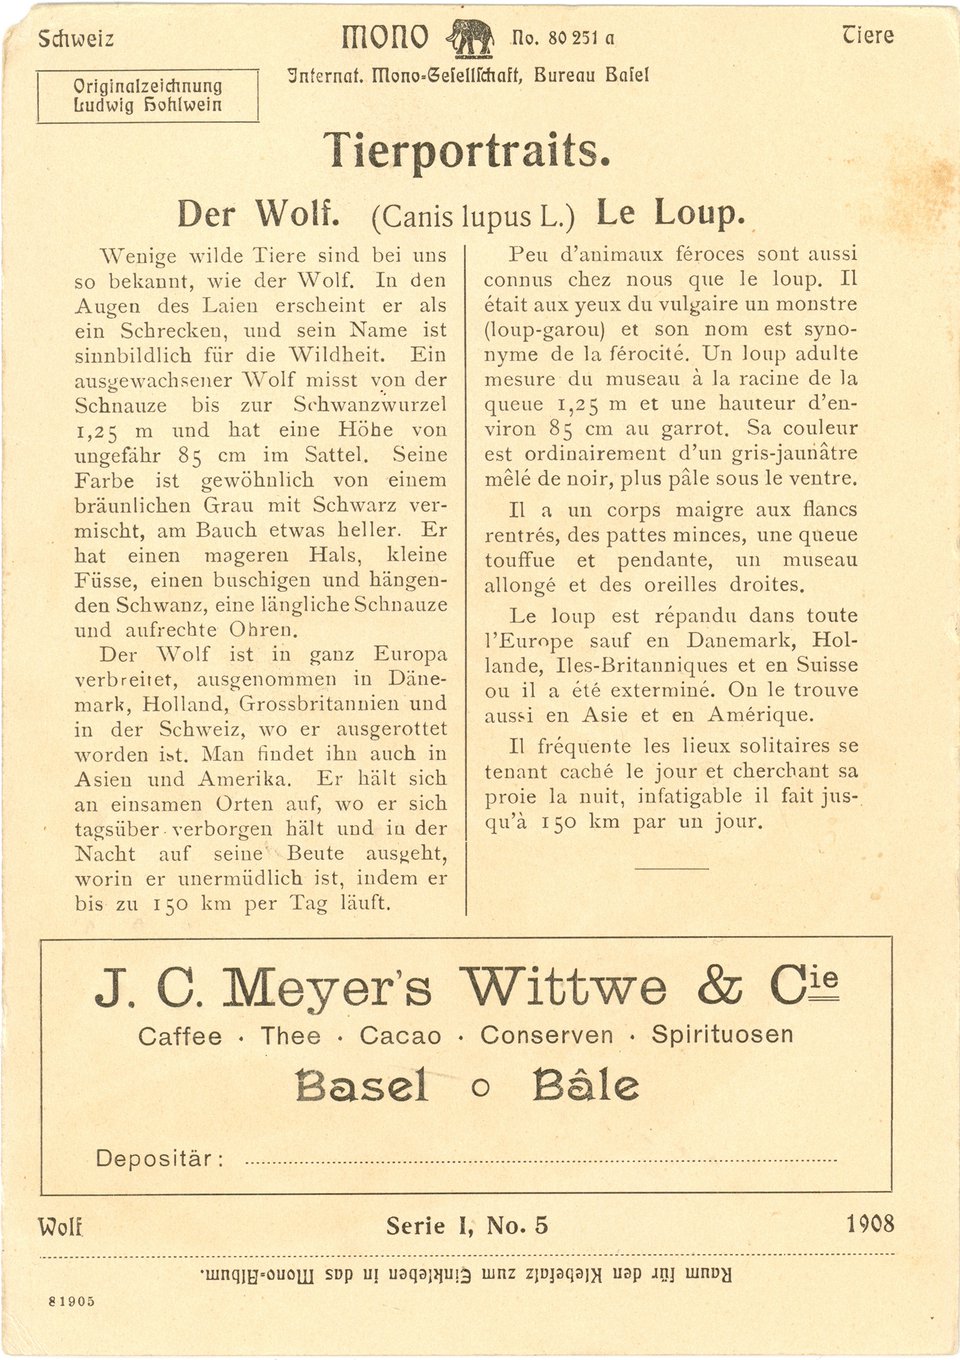 Schweiz
mono No. 80 251 a
Tiere
Originalzeichnung
Ludwig Hohlwein
Internat. Mono-Gesellschaft, Bureau Basel
Tierportraits.
Der Wolf. (Canis lupus L.) Le Loup.
Wenige wilde Tiere sind bei uns
so bekannt, wie der Wolf. In den
Augen des Laien erscheint er als
ein Schrecken, und sein Name ist
sinnbildlich für die Wildheit. Ein
ausgewachsener Wolf misst von der
Schnauze bis zur Schwanzwurzel
1,25 m und hat eine Höhe von
ungefähr 85 cm im Sattel. Seine
Farbe ist gewöhnlich von einem
bräunlichen Grau mit Schwarz ver-
mischt, am Bauch etwas heller. Er
hat einen mageren Hals, kleine
Füsse, einen buschigen und hängen-
den Schwanz, eine längliche Schnauze
und aufrechte Ohren.
Der Wolf ist in ganz Europa
verbreitet, ausgenommen in Däne-
mark, Holland, Grossbritannien und
in der Schweiz, wo er ausgerottet
worden ist. Man findet ihn auch in
Asien und Amerika. Er hält sich
an einsamen Orten auf, wo er sich
tagsüber verborgen hält und in der
Nacht auf seine Beute ausgeht,
worin er unermüdlich ist, indem er
bis zu 150 km per Tag läuft.
Peu d'animaux féroces sont aussi
connus chez nous que le loup. Il
était aux yeux du vulgaire un monstre
(loup-garou) et son nom est syno-
nyme de la férocité. Un loup adulte
mesure du museau à la racine de la
queue 1,25 m et une hauteur d'en-
viron 85 cm au garrot. Sa couleur
est ordinairement d'un gris-jaunâtre
mêlé de noir, plus pâle sous le ventre.
Il a un corps maigre aux flancs
rentrés, des pattes minces, une queue
touffue et pendante, un museau
allongé et des oreilles droites.
Le loup est répandu dans toute
l'Europe sauf en Danemark, Hol-
lande, Iles-Britanniques et en Suisse
ou il a été exterminé. On le trouve
aussi en Asie et en Amérique.
Il fréquente les lieux solitaires se
tenant caché le jour et cherchant sa
proie la nuit, infatigable il fait jus-
qu'à 150 km par un jour.
J. C. Meyer's Wittwe & Cie
Caffee · Thee · Cacao · Conserven · Spirituosen
Basel o Bâle
Depositär:
Wolf
Serie I, No. 5
1908
Raum für den Klebefalz zum Einkleben in das Mono-Album.
81905